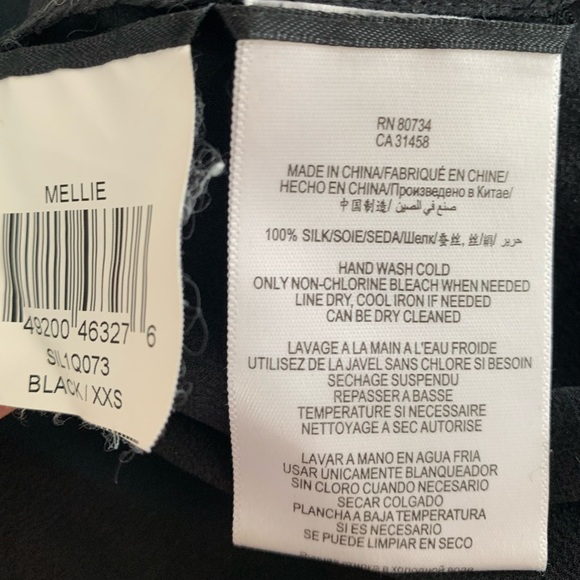 MELLIE
49200 46327 6
SIL1Q073
BLACK / XXS
RN 80734
CA 31458
MADE IN CHINA/FABRIQUÉ EN CHINE/
HECHO EN CHINA/Произведено в Китае/
中国制造/ صنع في الصين/
100% SILK/SOIE/SEDA/Шелк/蚕丝, 丝/絹/ حرير
HAND WASH COLD
ONLY NON-CHLORINE BLEACH WHEN NEEDED
LINE DRY, COOL IRON IF NEEDED
CAN BE DRY CLEANED
LAVAGE A LA MAIN A L'EAU FROIDE
UTILISEZ DE LA JAVEL SANS CHLORE SI BESOIN
SECHAGE SUSPENDU
REPASSER A BASSE
TEMPERATURE SI NECESSAIRE
NETTOYAGE A SEC AUTORISE
LAVAR A MANO EN AGUA FRIA
USAR ÚNICAMENTE BLANQUEADOR
SIN CLORO CUANDO NECESARIO
SECAR COLGADO
PLANCHA A BAJA TEMPERATURA
SI ES NECESARIO
SE PUEDE LIMPIAR EN SECO